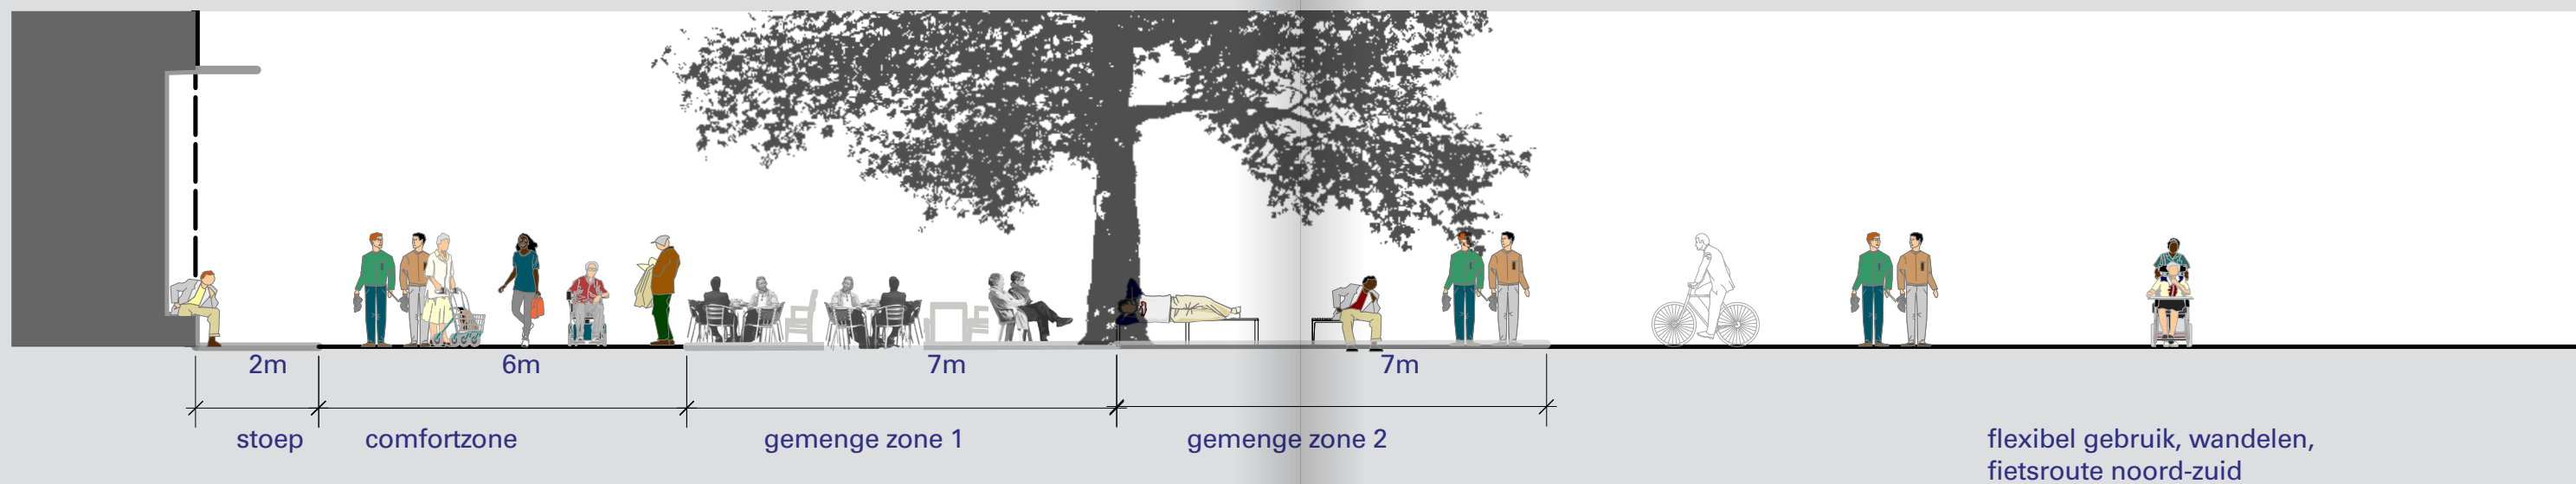 2m
6m
7m
7m
stoep
comfortzone
gemenge zone 1
gemenge zone 2
flexibel gebruik, wandelen,
fietsroute noord-zuid